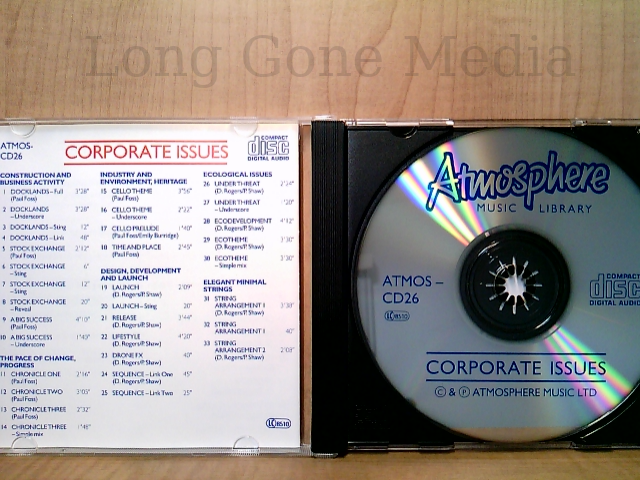 Long Gone Media
ATMOS-
CD26
CORPORATE ISSUES
COMPACT
disc
DIGITAL AUDIO
CONSTRUCTION AND
BUSINESS ACTIVITY
1 DOCKLANDS – Full 3'28"
(Paul Foss)
2 DOCKLANDS 3'28"
– Underscore
3 DOCKLANDS – Sting 12"
4 DOCKLANDS – Link 48"
5 STOCK EXCHANGE 2'12"
(Paul Foss)
6 STOCK EXCHANGE 6"
– Sting
7 STOCK EXCHANGE 12"
– Sting
8 STOCK EXCHANGE 20"
– Reveal
9 A BIG SUCCESS
(Paul Foss)
10 A BIG SUCCESS 1'43"
– Underscore
THE PACE OF CHANGE,
PROGRESS
11 CHRONICLE ONE 2'16"
(Paul Foss)
12 CHRONICLE TWO 3'05"
(Paul Foss)
13 CHRONICLE THREE 2'32"
(Paul Foss)
14 CHRONICLE THREE 1'48"
– Simple mix
INDUSTRY AND
ENVIRONMENT, HERITAGE
15 CELLO THEME 3'56"
(Paul Foss)
16 CELLO THEME 2'22"
– Underscore
17 CELLO PRELUDE 1'40"
(Paul Foss/Emily Burridge)
18 TIME AND PLACE 2'45"
(Paul Foss)
DESIGN, DEVELOPMENT
AND LAUNCH
19 LAUNCH 2'09"
(D. Rogers/P. Shaw)
20 LAUNCH – Sting 20"
21 RELEASE 3'44"
(D. Rogers/P. Shaw)
22 LIFESTYLE 4'20"
(D. Rogers/P. Shaw)
23 DRONE FX 40"
(D. Rogers/P. Shaw)
24 SEQUENCE – Link One 45"
25 SEQUENCE – Link Two 25"
ECOLOGICAL ISSUES
26 UNDER THREAT 2'24"
(D. Rogers/P. Shaw)
27 UNDER THREAT
– Underscore
28 ECODEVELOPMENT 4'12"
(D. Rogers/P. Shaw)
29 ECOTHEME 3'30"
(D. Rogers/P. Shaw)
30 ECOTHEME 3'30"
– Simple mix
ELEGANT MINIMAL
STRINGS
31 STRING
ARRANGEMENT 1 3'38"
(D. Rogers/P. Shaw)
32 STRING
ARRANGEMENT 1 40"
33 STRING
ARRANGEMENT 2 2'03"
(D. Rogers/P. Shaw)
Atmosphere
MUSIC LIBRARY
ATMOS –
CD26
COMPACT
disc
DIGITAL AUDIO
CORPORATE ISSUES
© & ℗ ATMOSPHERE MUSIC LTD